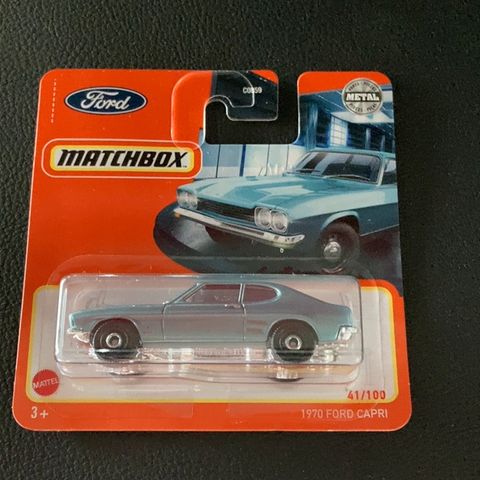 C0859
Ford
METAL
MATCHBOX
MATTEL
41/100
3+
1970 FORD CAPRI